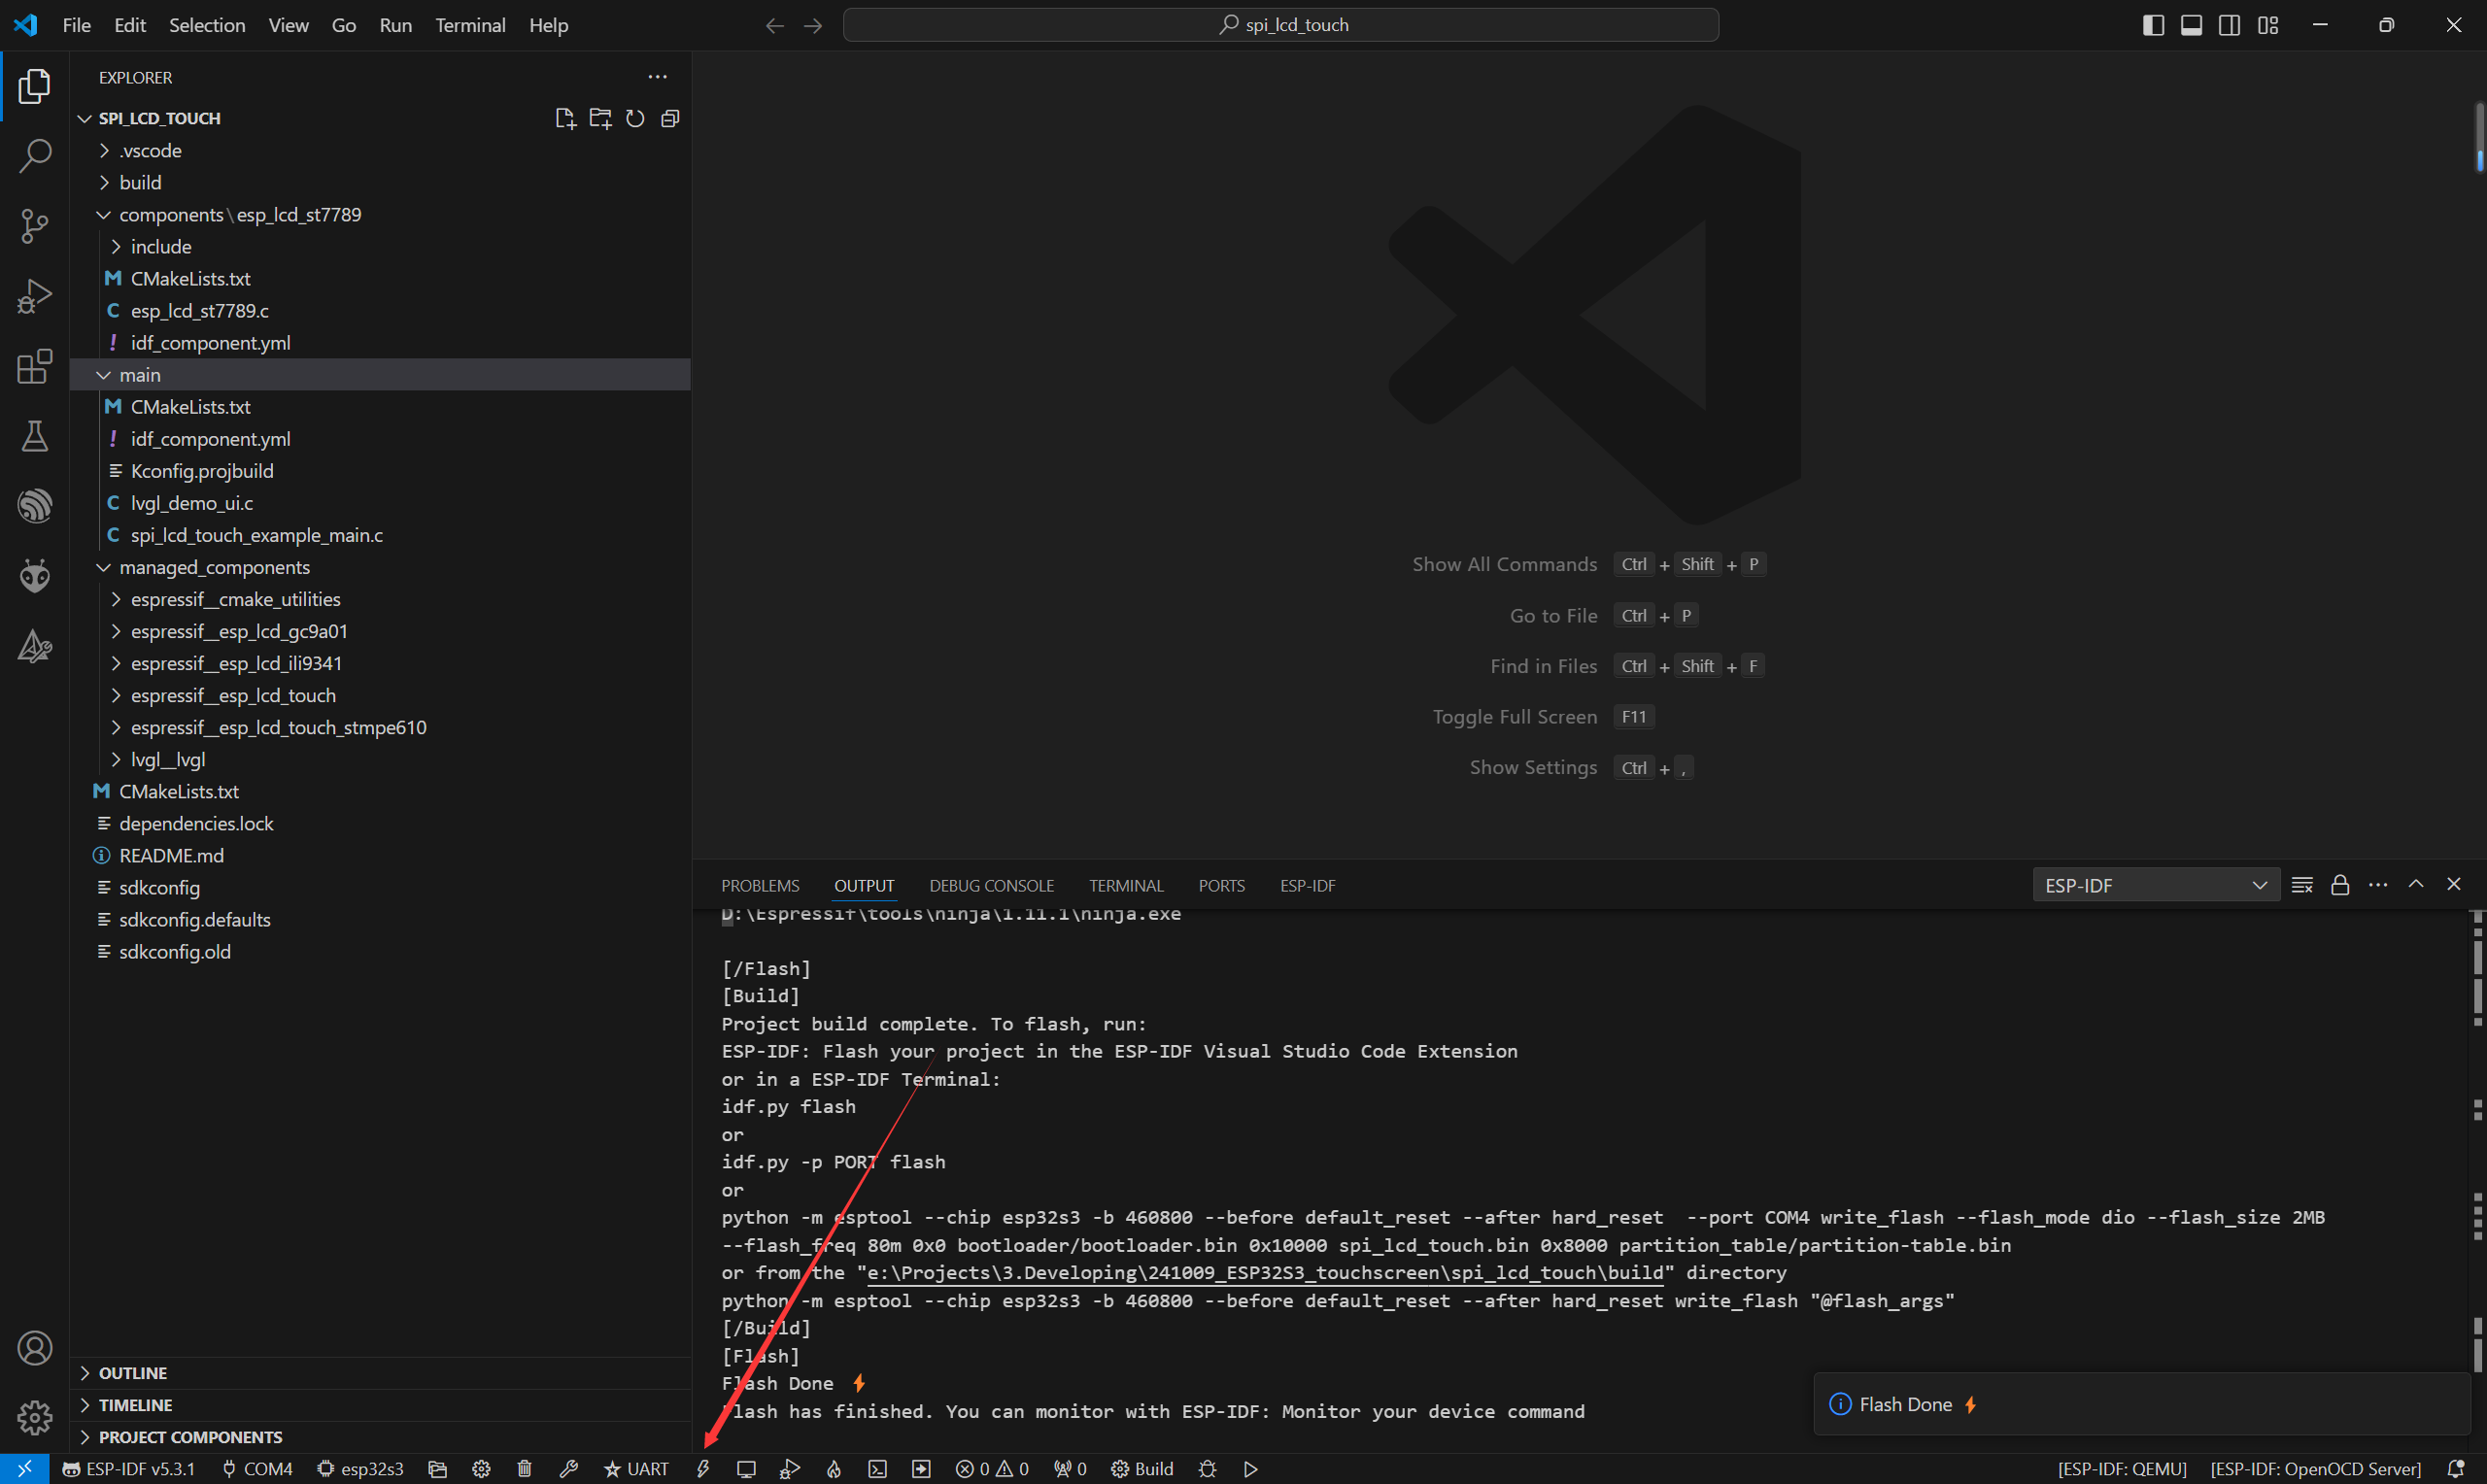 File Edit Selection View Go Run Terminal Help
spi_lcd_touch
EXPLORER
SPI_LCD_TOUCH
.vscode
build
components\esp_lcd_st7789
include
CMakeLists.txt
esp_lcd_st7789.c
idf_component.yml
main
CMakeLists.txt
idf_component.yml
Kconfig.projbuild
lvgl_demo_ui.c
spi_lcd_touch_example_main.c
managed_components
espressif__cmake_utilities
espressif__esp_lcd_gc9a01
espressif__esp_lcd_ili9341
espressif__esp_lcd_touch
espressif__esp_lcd_touch_stmpe610
lvgl__lvgl
CMakeLists.txt
dependencies.lock
README.md
sdkconfig
sdkconfig.defaults
sdkconfig.old
OUTLINE
TIMELINE
PROJECT COMPONENTS
Show All Commands Ctrl + Shift + P
Go to File Ctrl + P
Find in Files Ctrl + Shift + F
Toggle Full Screen F11
Show Settings Ctrl + ,
PROBLEMS OUTPUT DEBUG CONSOLE TERMINAL PORTS ESP-IDF
ESP-IDF
D:\Espressif\tools\ninja\1.11.1\ninja.exe
[/Flash]
[Build]
Project build complete. To flash, run:
ESP-IDF: Flash your project in the ESP-IDF Visual Studio Code Extension
or in a ESP-IDF Terminal:
idf.py flash
or
idf.py -p PORT flash
or
python -m esptool --chip esp32s3 -b 460800 --before default_reset --after hard_reset  --port COM4 write_flash --flash_mode dio --flash_size 2MB
--flash_freq 80m 0x0 bootloader/bootloader.bin 0x10000 spi_lcd_touch.bin 0x8000 partition_table/partition-table.bin
or from the "e:\Projects\3.Developing\241009_ESP32S3_touchscreen\spi_lcd_touch\build" directory
python -m esptool --chip esp32s3 -b 460800 --before default_reset --after hard_reset write_flash "@flash_args"
[/Build]
[Flash]
Flash Done ⚡
Flash has finished. You can monitor with ESP-IDF: Monitor your device command
Flash Done ⚡
ESP-IDF v5.3.1 COM4 esp32s3 UART 0 0 0 Build [ESP-IDF: QEMU] [ESP-IDF: OpenOCD Server]